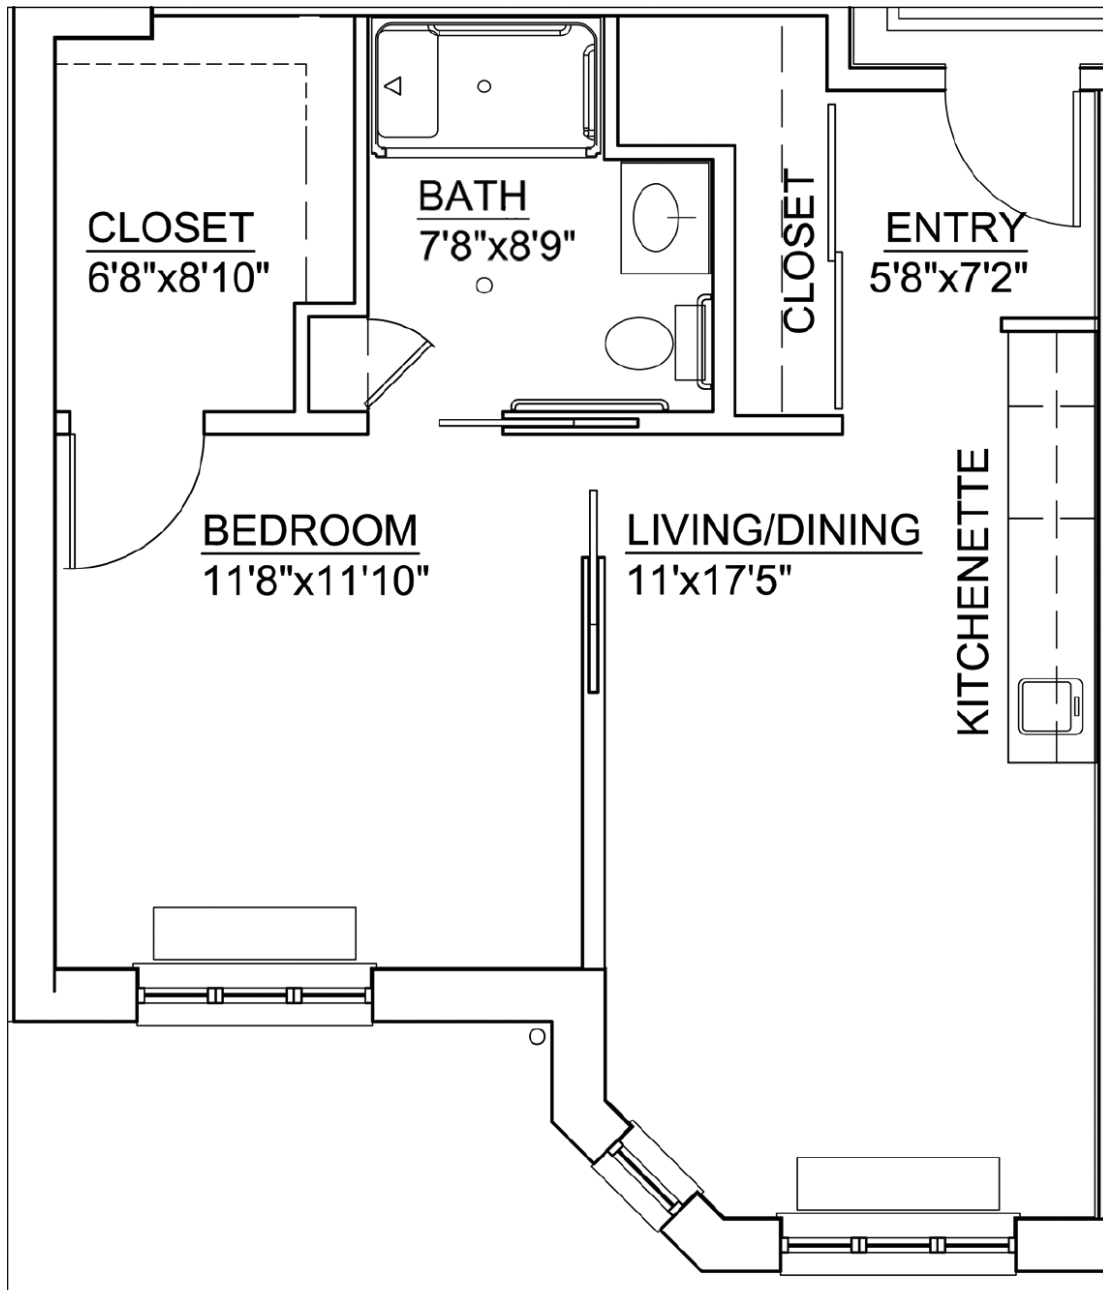 BATH
7'8"x8'9"
CLOSET
6'8"x8'10"
CLOSET
ENTRY
5'8"x7'2"
BEDROOM
11'8"x11'10"
LIVING/DINING
11'x17'5"
KITCHENETTE